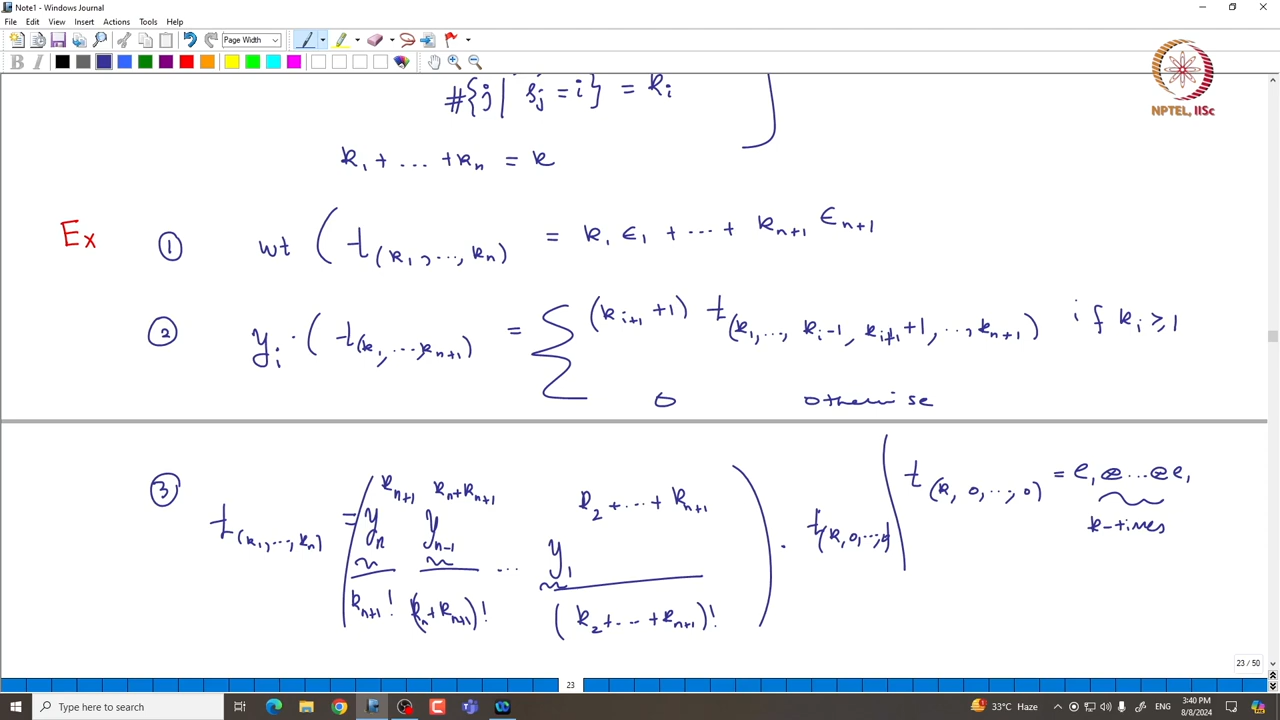 Note1 - Windows Journal
File Edit View Insert Actions Tools Help
Page Width
B I
NPTEL, IISc
#{j | s_j = i} = k_i
k_1 + ... + k_n = k
Ex
① wt ( t_(k_1, ..., k_n) = k_1 ε_1 + ... + k_{n+1} ε_{n+1}
② y_i . ( t_(k_1, ..., k_{n+1}) = { (k_{i+1} + 1) t_(k_1, ..., k_i - 1, k_{i+1} + 1, .., k_{n+1}) if k_i ≥ 1
0 otherwise
③ t_(k_1, ..., k_n) = ( y_n^{k_{n+1}} / k_{n+1}! y_{n-1}^{k_n + k_{n+1}} / (k_n + k_{n+1})! ... y_1^{k_2 + ... + k_{n+1}} / (k_2 + ... + k_{n+1})! ) . t_(k, 0, ..., 0)
t_(k, 0, ..., 0) = e_1 ⊗ ... ⊗ e_1
k-times
23 / 50
23
Type here to search
33°C Haze
ENG
3:40 PM
8/8/2024